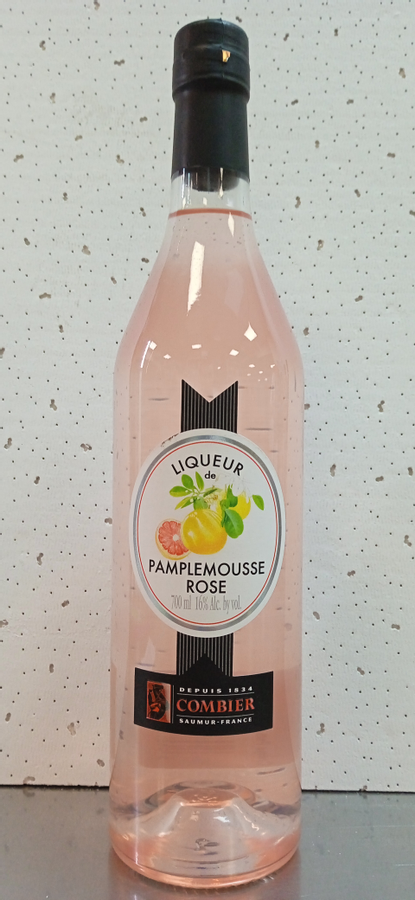 LIQUEUR
de
PAMPLEMOUSSE
ROSE
700 ml 16% Alc. by vol.
DEPUIS 1834
COMBIER
SAUMUR-FRANCE